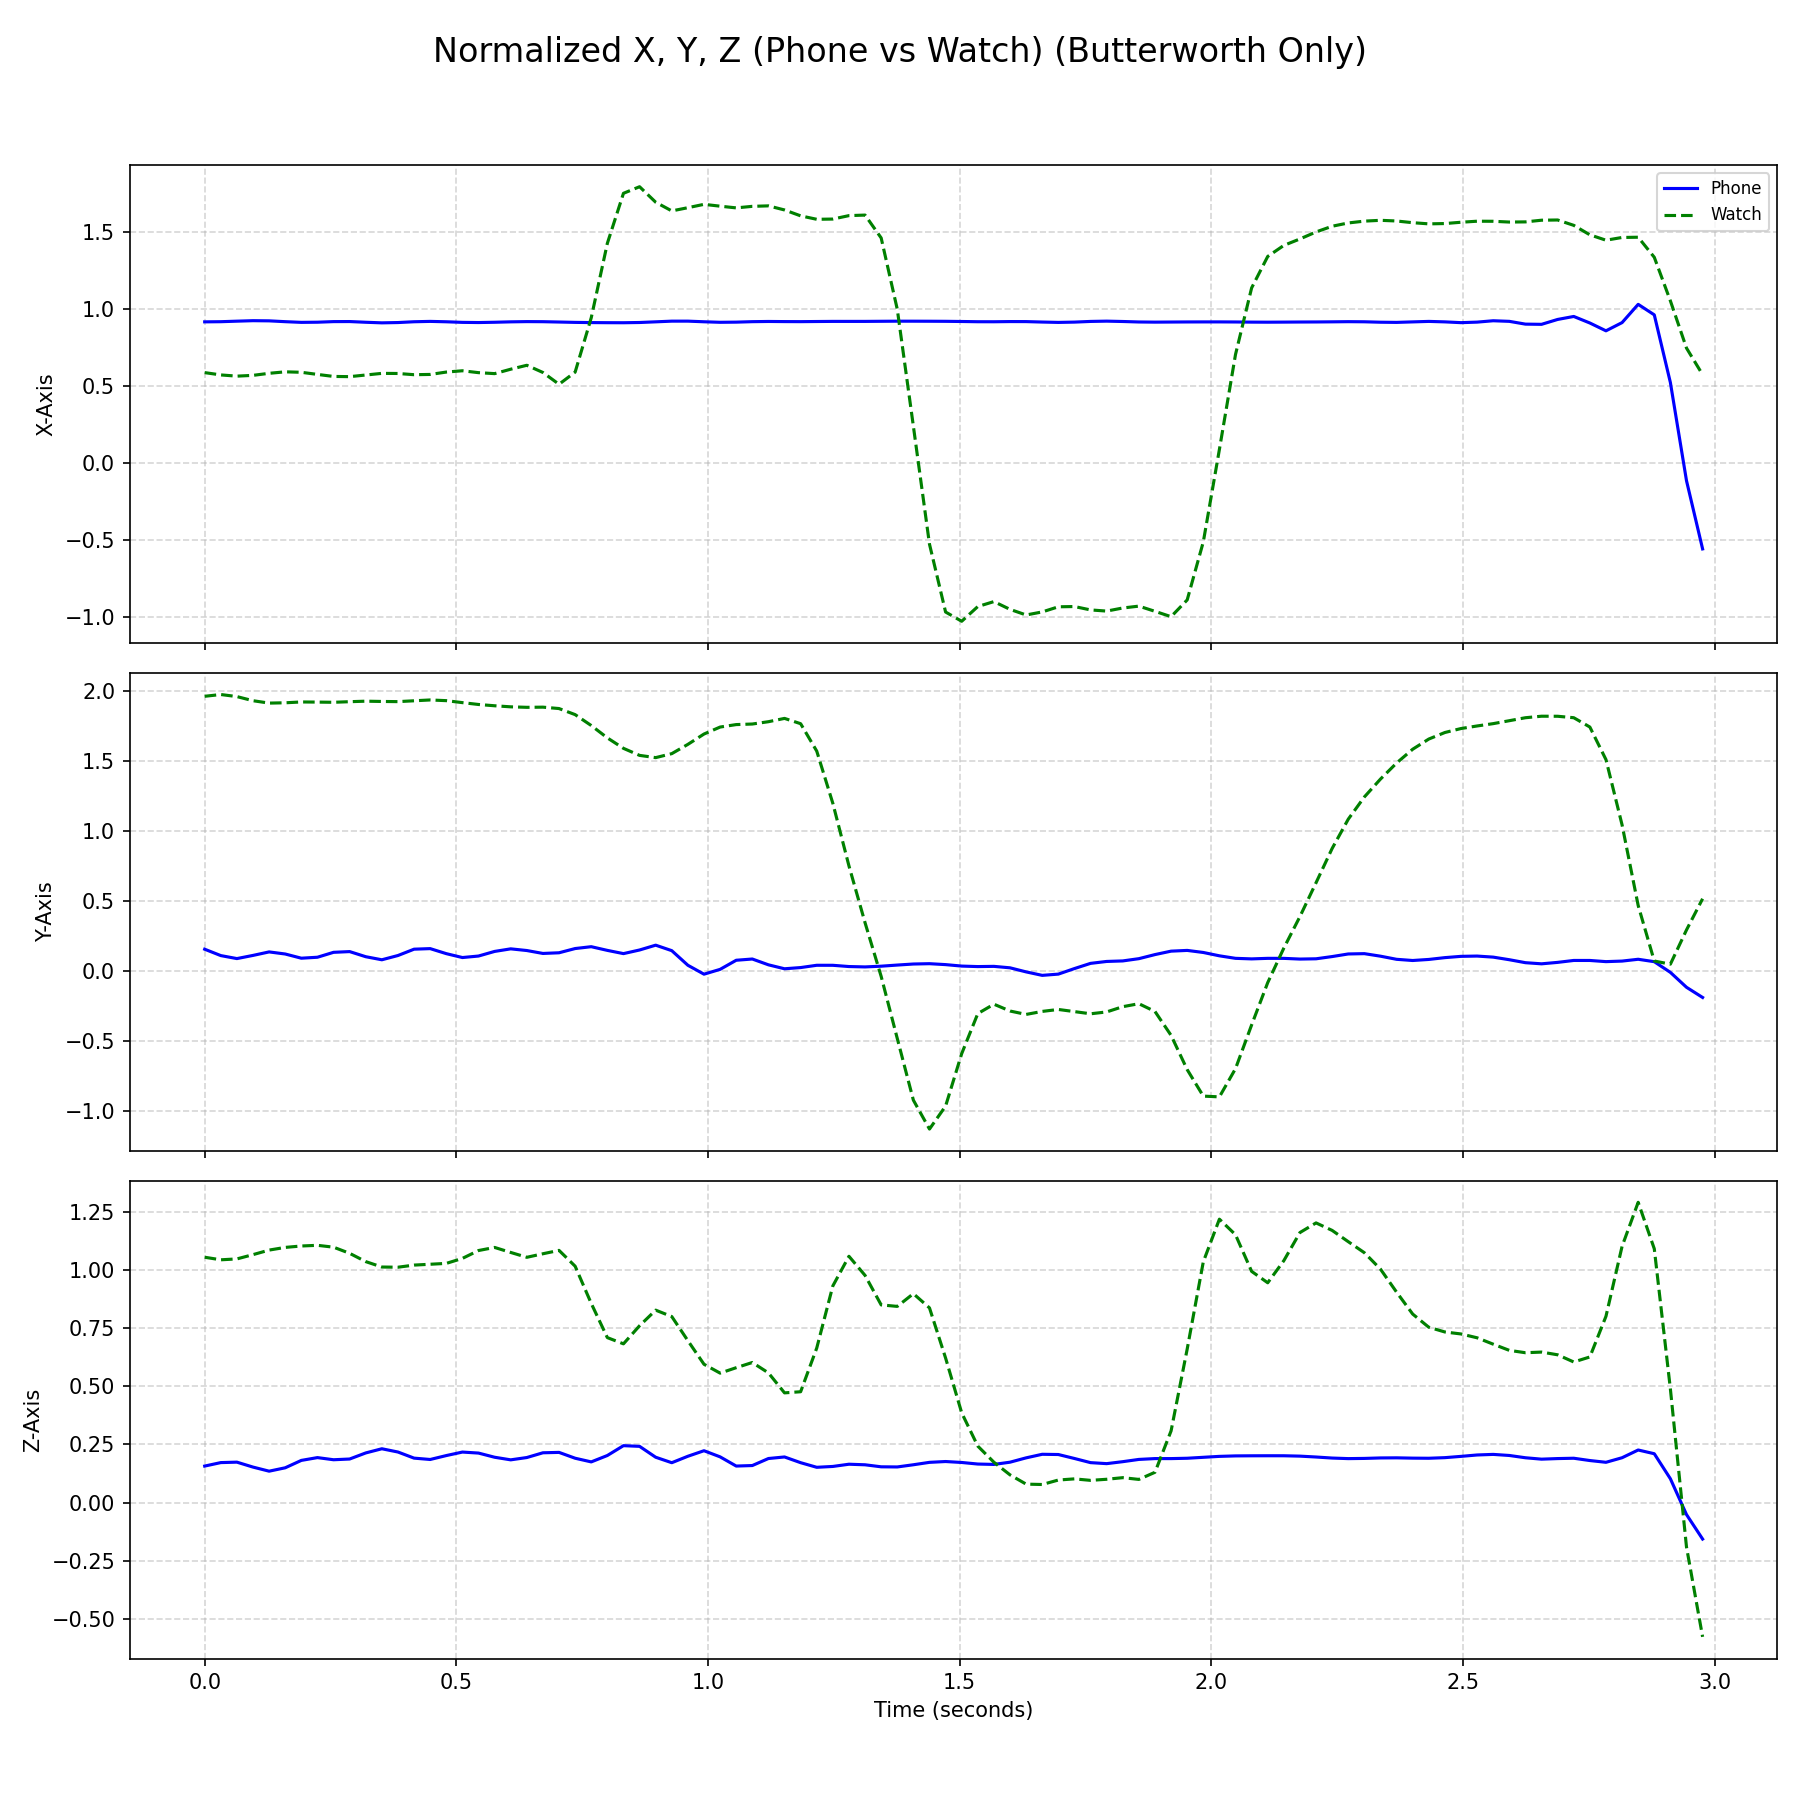 Normalized X, Y, Z (Phone vs Watch) (Butterworth Only)
Phone
Watch
1.5
1.0
0.5
0.0
−0.5
−1.0
X-Axis
2.0
1.5
1.0
0.5
0.0
−0.5
−1.0
Y-Axis
1.25
1.00
0.75
0.50
0.25
0.00
−0.25
−0.50
Z-Axis
0.0 0.5 1.0 1.5 2.0 2.5 3.0
Time (seconds)